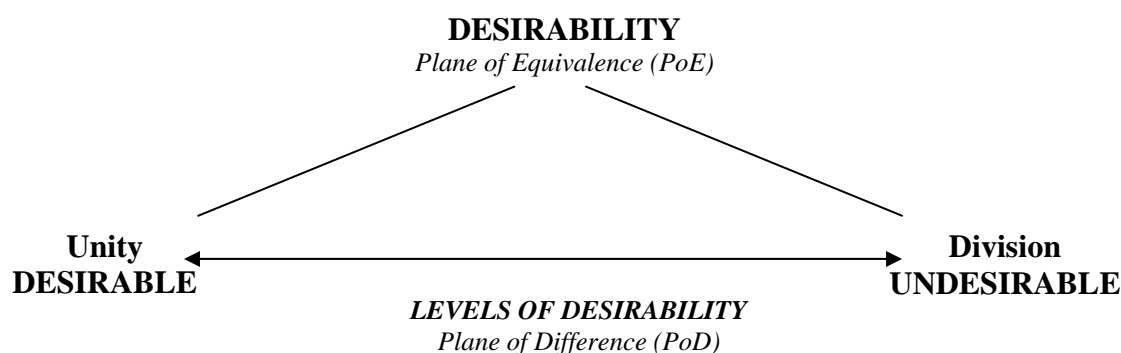 DESIRABILITY
Plane of Equivalence (PoE)
Unity
DESIRABLE
Division
UNDESIRABLE
LEVELS OF DESIRABILITY
Plane of Difference (PoD)